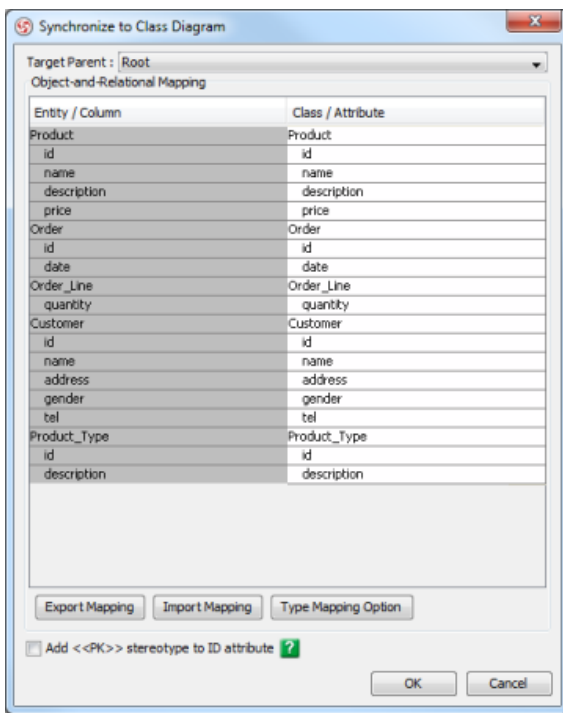 Synchronize to Class Diagram
Target Parent : Root
Object-and-Relational Mapping
Entity / Column Class / Attribute
Product Product
id id
name name
description description
price price
Order Order
id id
date date
Order_Line Order_Line
quantity quantity
Customer Customer
id id
name name
address address
gender gender
tel tel
Product_Type Product_Type
id id
description description
Export Mapping Import Mapping Type Mapping Option
Add <<PK>> stereotype to ID attribute ?
OK Cancel